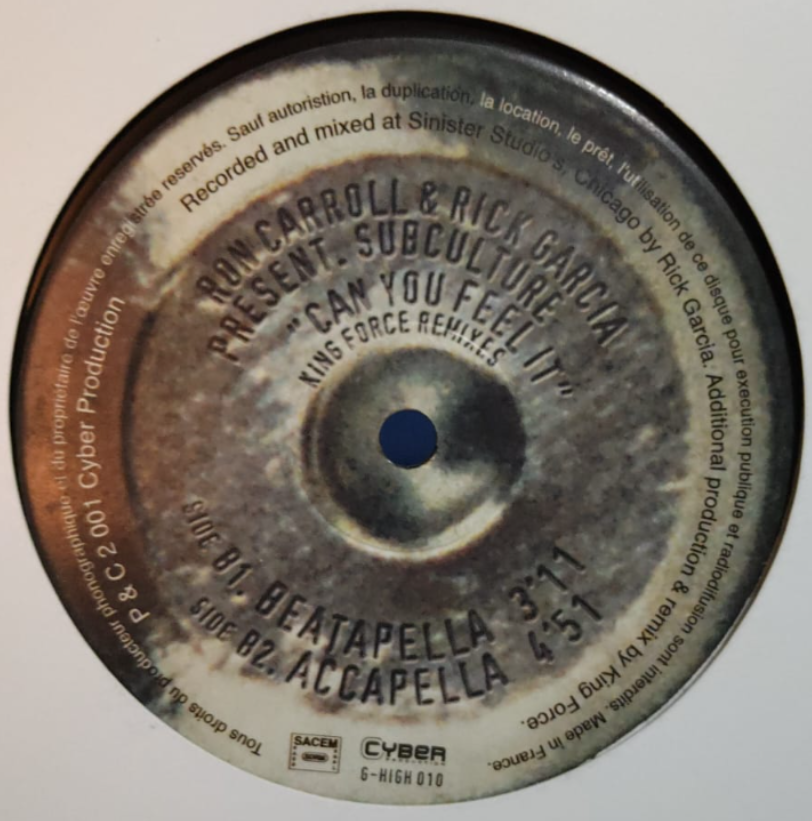 Tous droits du producteur phonographique et du propriétaire de l'œuvre enregistrée reservés. Sauf autoristion, la duplication, la location, le prêt, l'utilisation de ce disque pour execution publique et radiodifusion sont interdits. Made in France.
P & C 2 001 Cyber Production
Recorded and mixed at Sinister Studio's, Chicago by Rick Garcia. Additional production & remix by King Force.
RON CARROLL & RICK GARCIA
PRESENT. SUBCULTURE
"CAN YOU FEEL IT"
KING FORCE REMIXES
SIDE B1. BEATAPELLA 3'11
SIDE B2. ACCAPELLA 4'51
SACEM
CYBER
PRODUCTION
G-HIGH 010